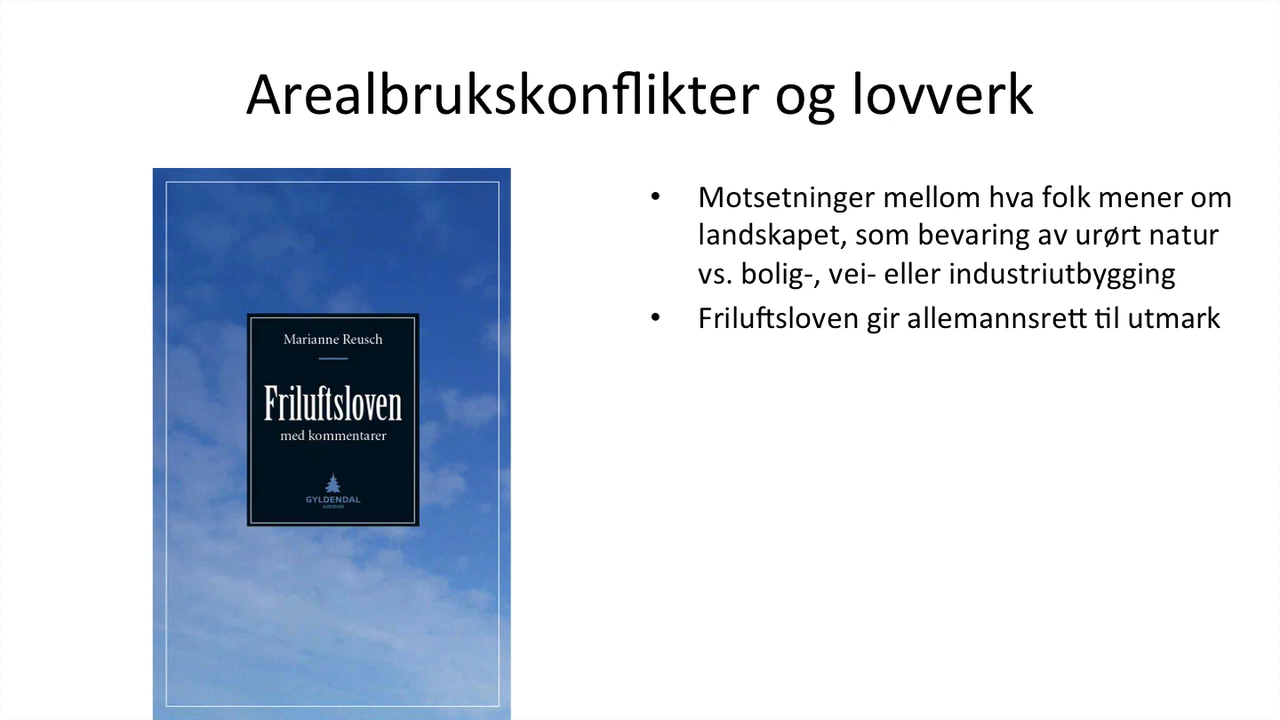 Arealbrukskonflikter og lovverk
Marianne Reusch
Friluftsloven
med kommentarer
GYLDENDAL
JURIDISK
• Motsetninger mellom hva folk mener om
landskapet, som bevaring av urørt natur
vs. bolig-, vei- eller industriutbygging
• Friluftsloven gir allemannsrett til utmark